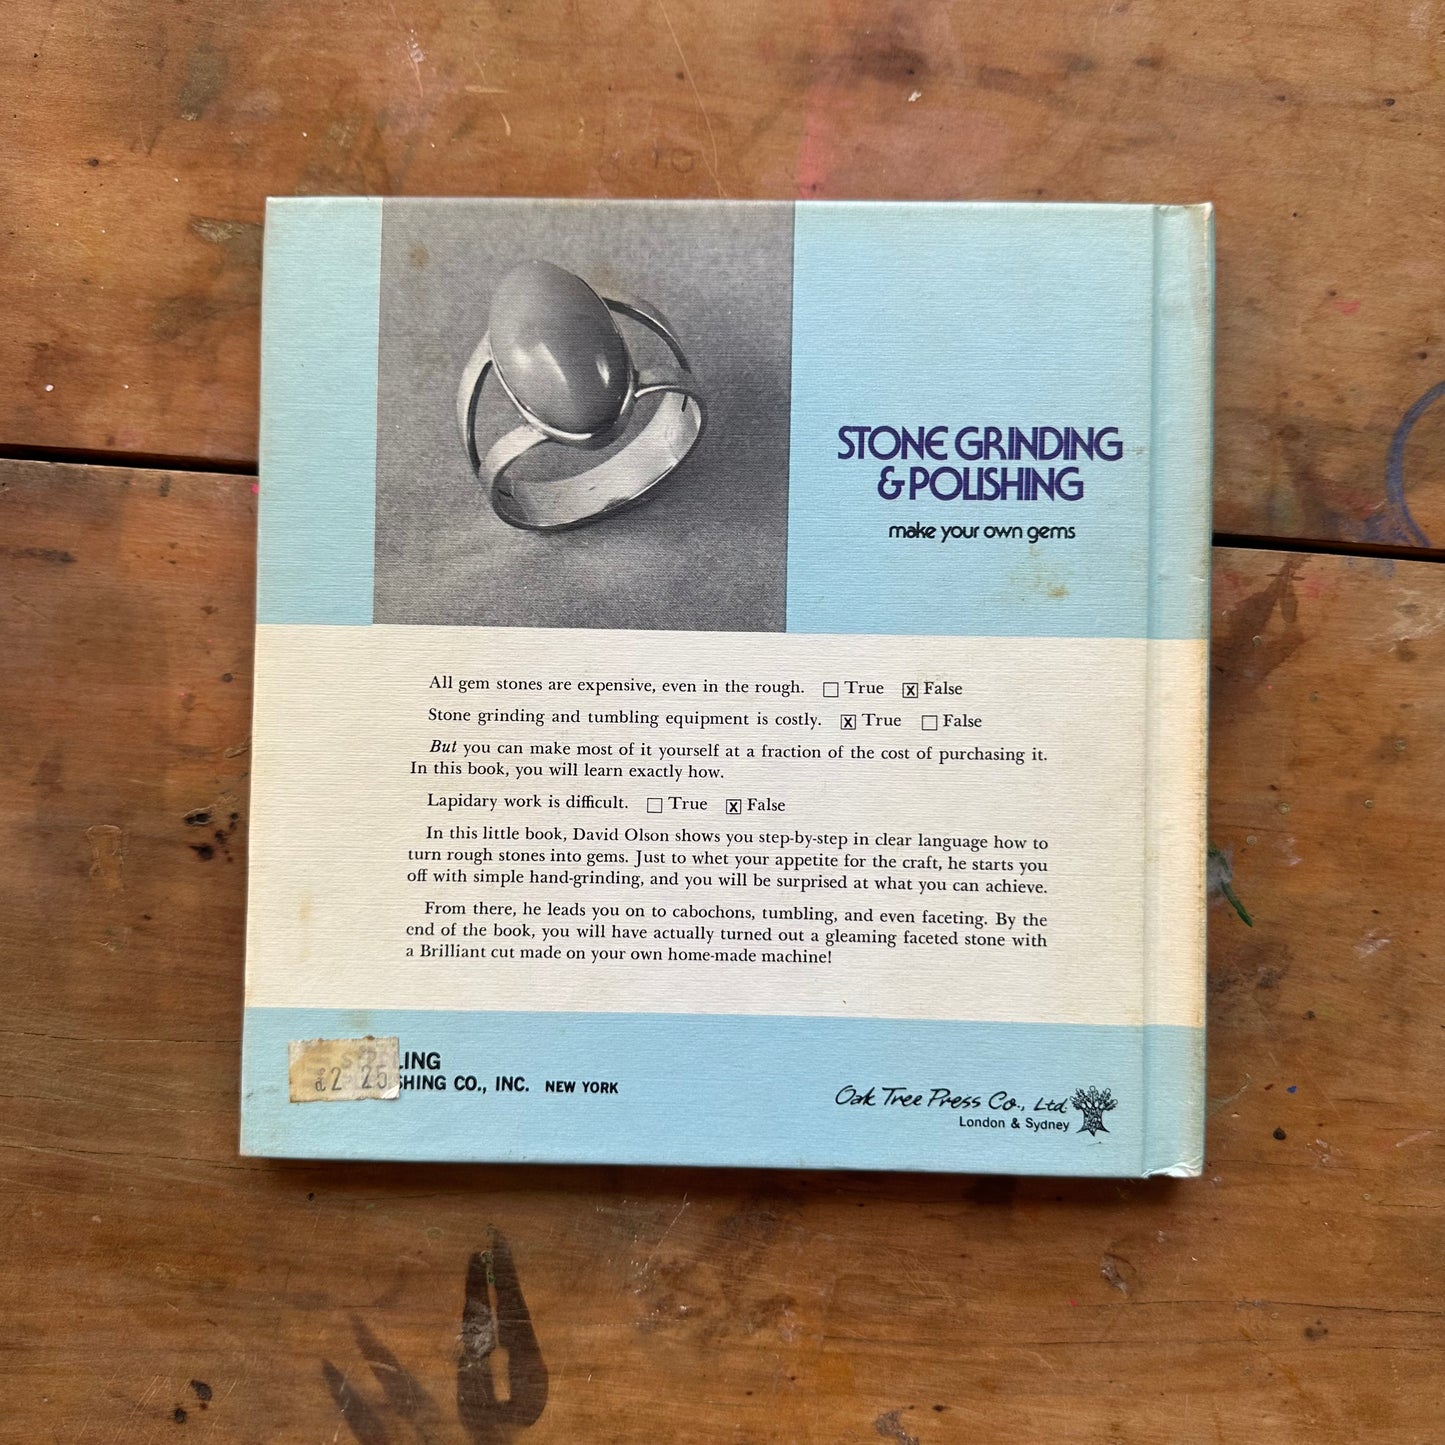 STONE GRINDING
& POLISHING
make your own gems
All gem stones are expensive, even in the rough. ☐ True ☒ False
Stone grinding and tumbling equipment is costly. ☒ True ☐ False
But you can make most of it yourself at a fraction of the cost of purchasing it.
In this book, you will learn exactly how.
Lapidary work is difficult. ☐ True ☒ False
In this little book, David Olson shows you step-by-step in clear language how to
turn rough stones into gems. Just to whet your appetite for the craft, he starts you
off with simple hand-grinding, and you will be surprised at what you can achieve.
From there, he leads you on to cabochons, tumbling, and even faceting. By the
end of the book, you will have actually turned out a gleaming faceted stone with
a Brilliant cut made on your own home-made machine!
LING
2 25
SHING CO., INC. NEW YORK
Oak Tree Press Co., Ltd.
London & Sydney